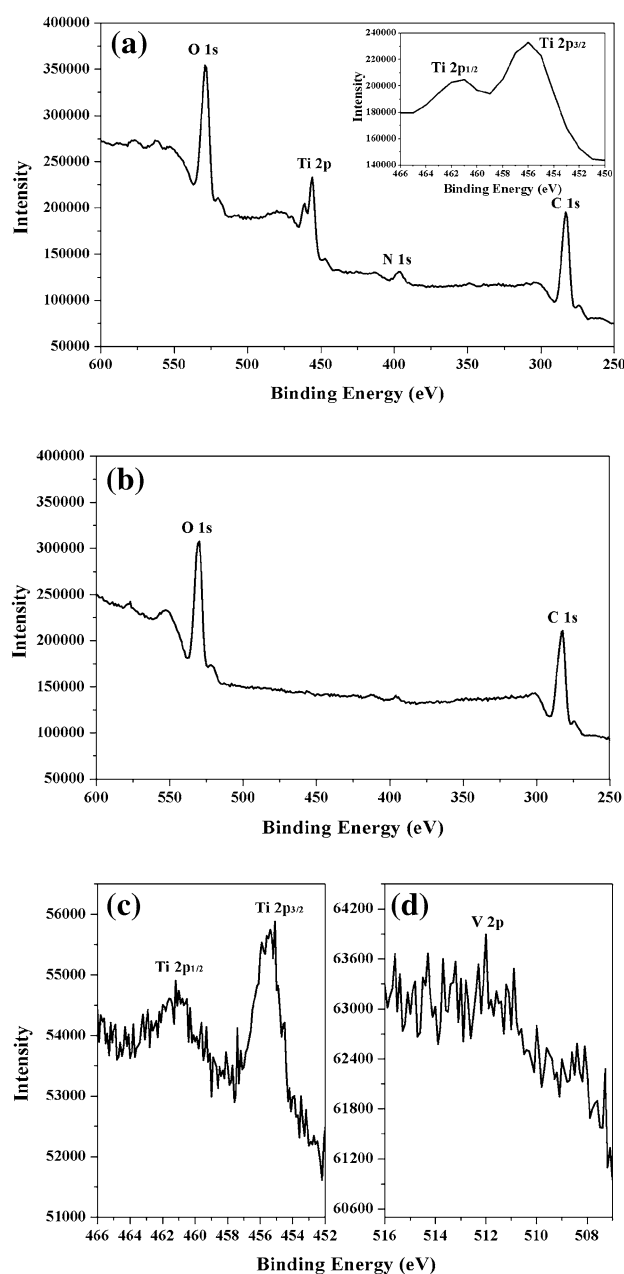 (a)
400000
350000
300000
250000
200000
150000
100000
50000
Intensity
O 1s
Ti 2p
N 1s
C 1s
240000
220000
200000
180000
160000
140000
Intensity
Ti 2p1/2
Ti 2p3/2
466 464 462 460 458 456 454 452 450
Binding Energy (eV)
600 550 500 450 400 350 300 250
Binding Energy (eV)
(b)
400000
350000
300000
250000
200000
150000
100000
50000
Intensity
O 1s
C 1s
600 550 500 450 400 350 300 250
Binding Energy (eV)
(c)
56000
55000
54000
53000
52000
51000
Intensity
Ti 2p1/2
Ti 2p3/2
466 464 462 460 458 456 454 452
(d)
64200
63600
63000
62400
61800
61200
60600
V 2p
516 514 512 510 508
Binding Energy (eV)